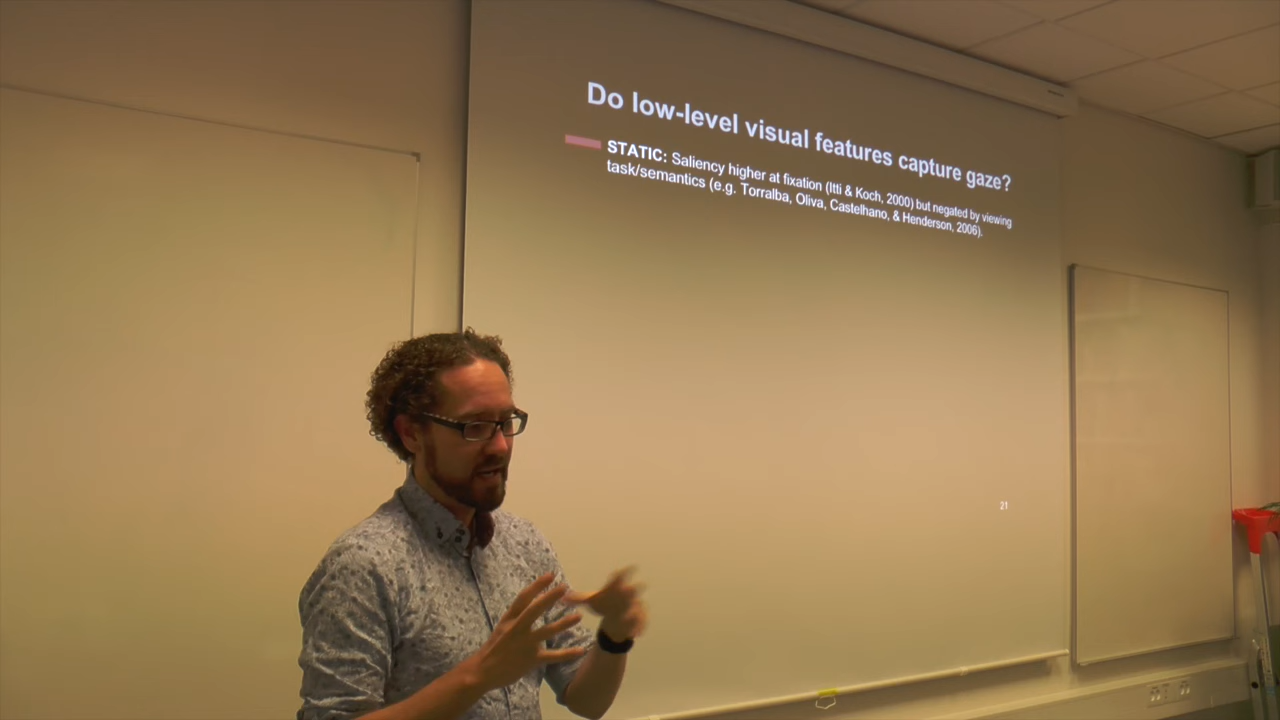 Do low-level visual features capture gaze?
STATIC: Saliency higher at fixation (Itti & Koch, 2000) but negated by viewing
task/semantics (e.g. Torralba, Oliva, Castelhano, & Henderson, 2006).
21